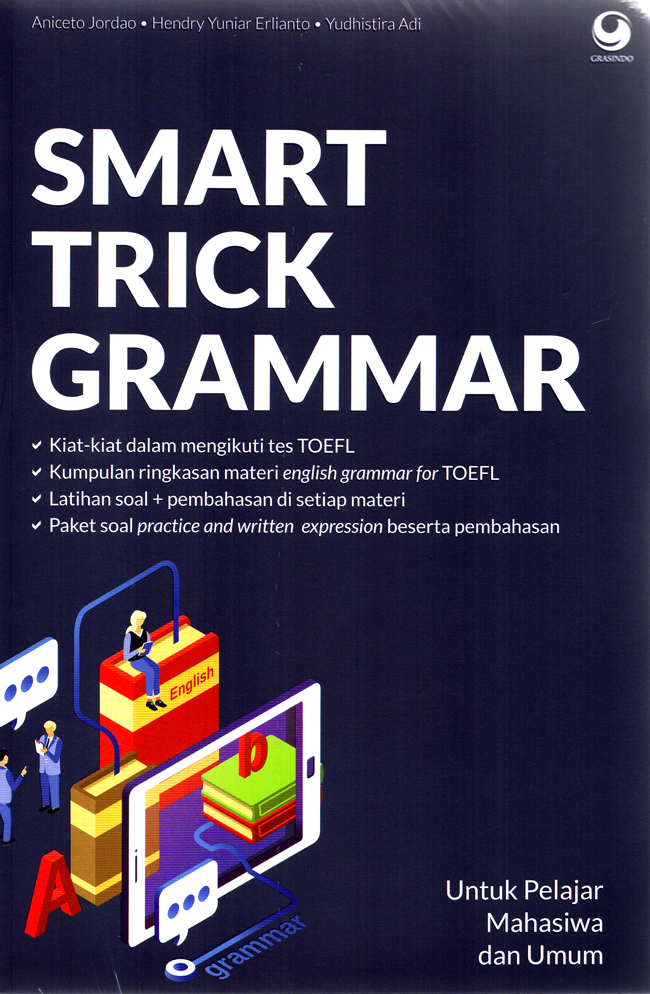 Aniceto Jordao • Hendry Yuniar Erlianto • Yudhistira Adi
GRASINDO
SMART
TRICK
GRAMMAR
Kiat-kiat dalam mengikuti tes TOEFL
Kumpulan ringkasan materi english grammar for TOEFL
Latihan soal + pembahasan di setiap materi
Paket soal practice and written expression beserta pembahasan
English
b
A
grammar
Untuk Pelajar
Mahasiwa
dan Umum